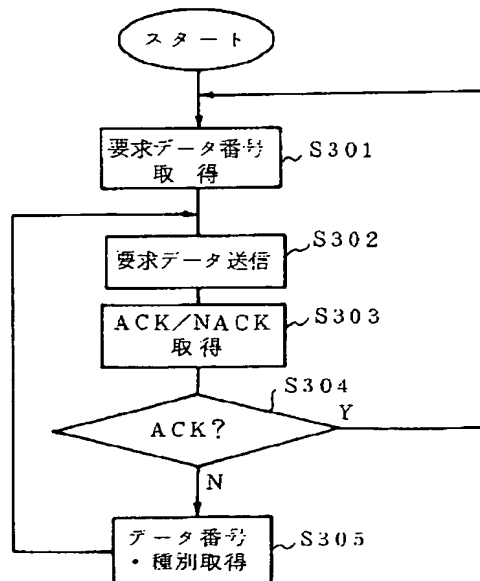 スタート
要求データ番号
取得
S301
要求データ送信
S302
ACK/NACK
取得
S303
S304
ACK?
Y
N
データ番号
・種別取得
S305